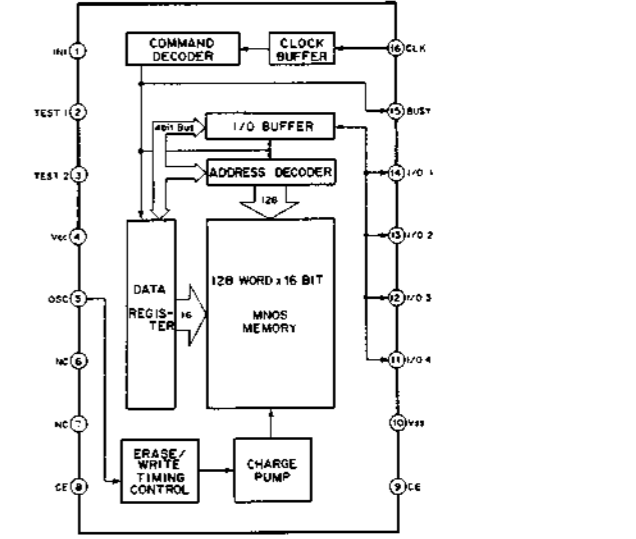 COMMAND
DECODER
CLOCK
BUFFER
INI 1
16 CLK
TEST 1 2
15 BUSY
4bit Bus
I/O BUFFER
TEST 2 3
ADDRESS DECODER
14 I/O 1
128
Vcc 4
13 I/O 2
DATA
REGIS-
TER
16
128 WORD x 16 BIT
MNOS
MEMORY
OSC 5
12 I/O 3
NC 6
11 I/O 4
NC 7
10 Vss
ERASE/
WRITE
TIMING
CONTROL
CHARGE
PUMP
CE 8
9 CE